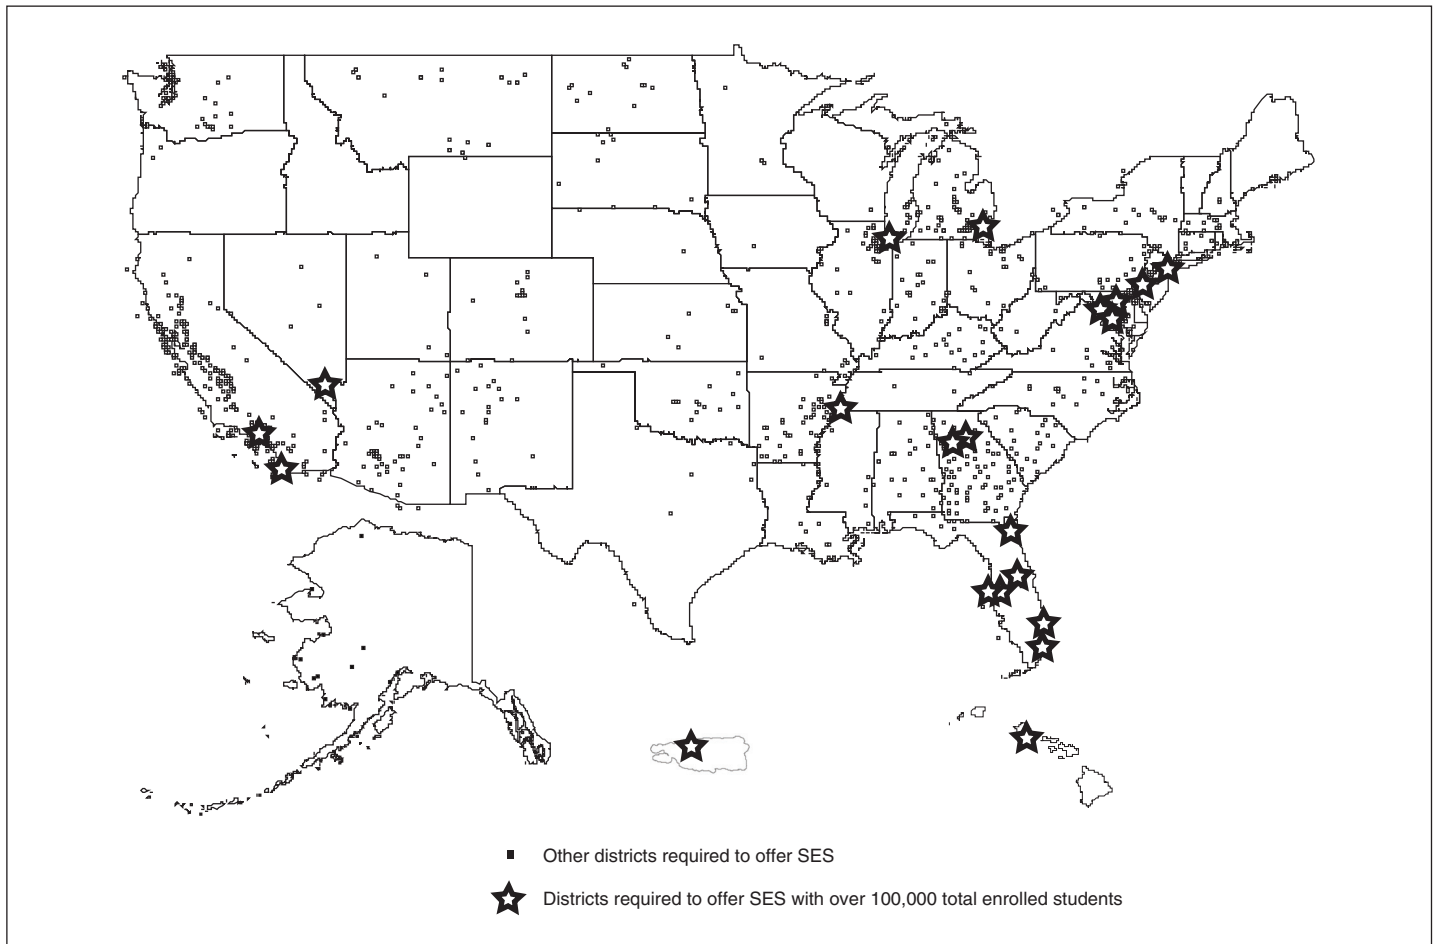 Other districts required to offer SES
Districts required to offer SES with over 100,000 total enrolled students